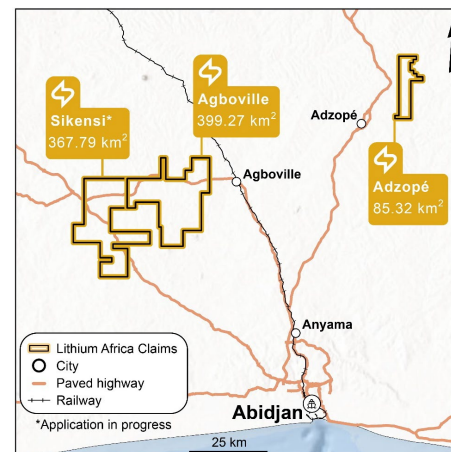 Sikensi*
367.79 km²
Agboville
399.27 km²
Adzopé
Adzopé
85.32 km²
Agboville
Anyama
Abidjan
Lithium Africa Claims
City
Paved highway
Railway
*Application in progress
25 km